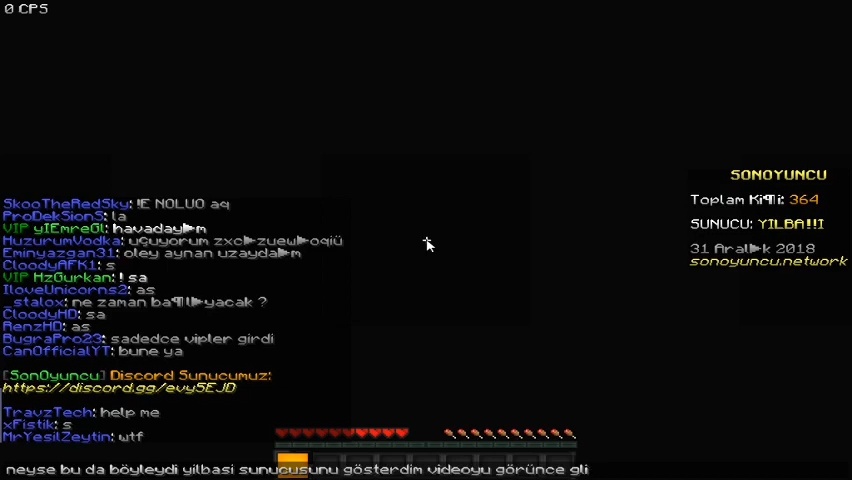 0 CPS
SkooTheRedSky: !E NOLUO aq
ProDekSionS: la
VIP yIEmreGl: havaday▶m
HuzurumVodka: uçuyorum zxc▶zuew▶oqiü
Eminyazgan31: oley aynan uzayda▶m
CloodyAFK1: s
VIP HzGurkan: ! sa
IloveUnicorns2: as
_stalox: ne zaman ba¶l▶yacak ?
CloodyHD: sa
RenzHD: as
BugraPro23: sadedce vipler girdi
CanOfficialYT: bune ya
[SonOyuncu] Discord Sunucumuz:
https://discord.gg/evy5EJD
TravzTech: help me
xFistik: s
MrYesilZeytin: wtf
neyse bu da böyleydi yilbasi sunucusunu gösterdim videoyu görünce gli
SONOYUNCU
Toplam Ki¶i: 364
SUNUCU: YILBA!!I
31 Aral▶k 2018
sonoyuncu.network